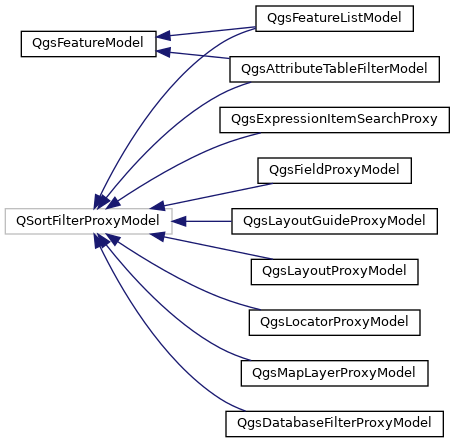 QgsFeatureListModel
QgsFeatureModel
QgsAttributeTableFilterModel
QgsExpressionItemSearchProxy
QgsFieldProxyModel
QSortFilterProxyModel
QgsLayoutGuideProxyModel
QgsLayoutProxyModel
QgsLocatorProxyModel
QgsMapLayerProxyModel
QgsDatabaseFilterProxyModel